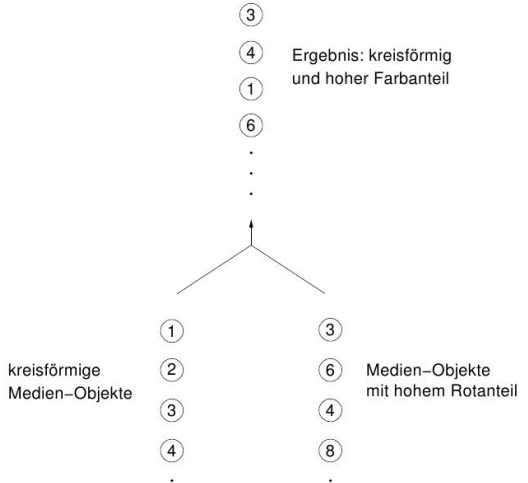 3
4
Ergebnis: kreisförmig
und hoher Farbanteil
1
6
1
2
3
4
kreisförmige
Medien–Objekte
3
6
4
8
Medien–Objekte
mit hohem Rotanteil